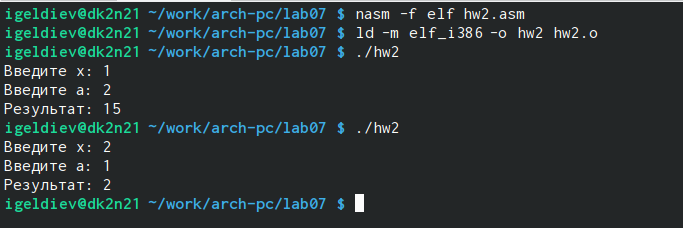 igeldiev@dk2n21 ~/work/arch-pc/lab07 $ nasm -f elf hw2.asm
igeldiev@dk2n21 ~/work/arch-pc/lab07 $ ld -m elf_i386 -o hw2 hw2.o
igeldiev@dk2n21 ~/work/arch-pc/lab07 $ ./hw2
Введите x: 1
Введите a: 2
Результат: 15
igeldiev@dk2n21 ~/work/arch-pc/lab07 $ ./hw2
Введите x: 2
Введите a: 1
Результат: 2
igeldiev@dk2n21 ~/work/arch-pc/lab07 $